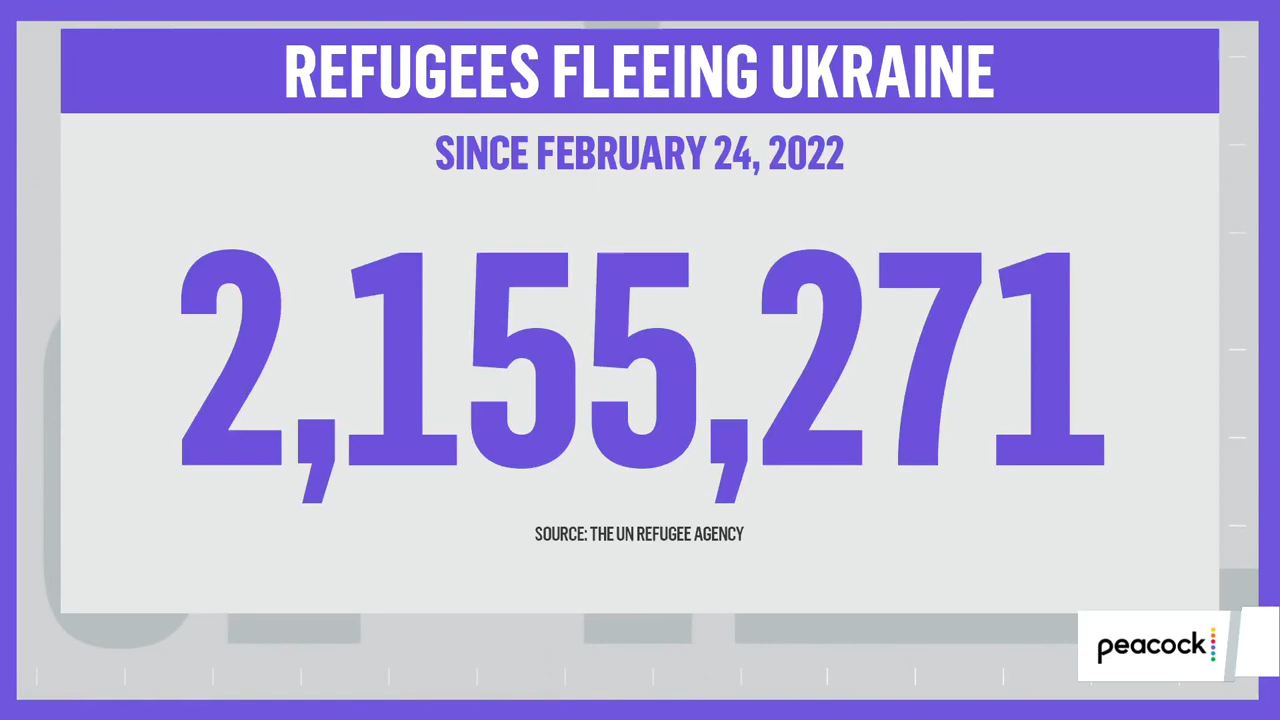 REFUGEES FLEEING UKRAINE
SINCE FEBRUARY 24, 2022
2,155,271
SOURCE: THE UN REFUGEE AGENCY
peacock